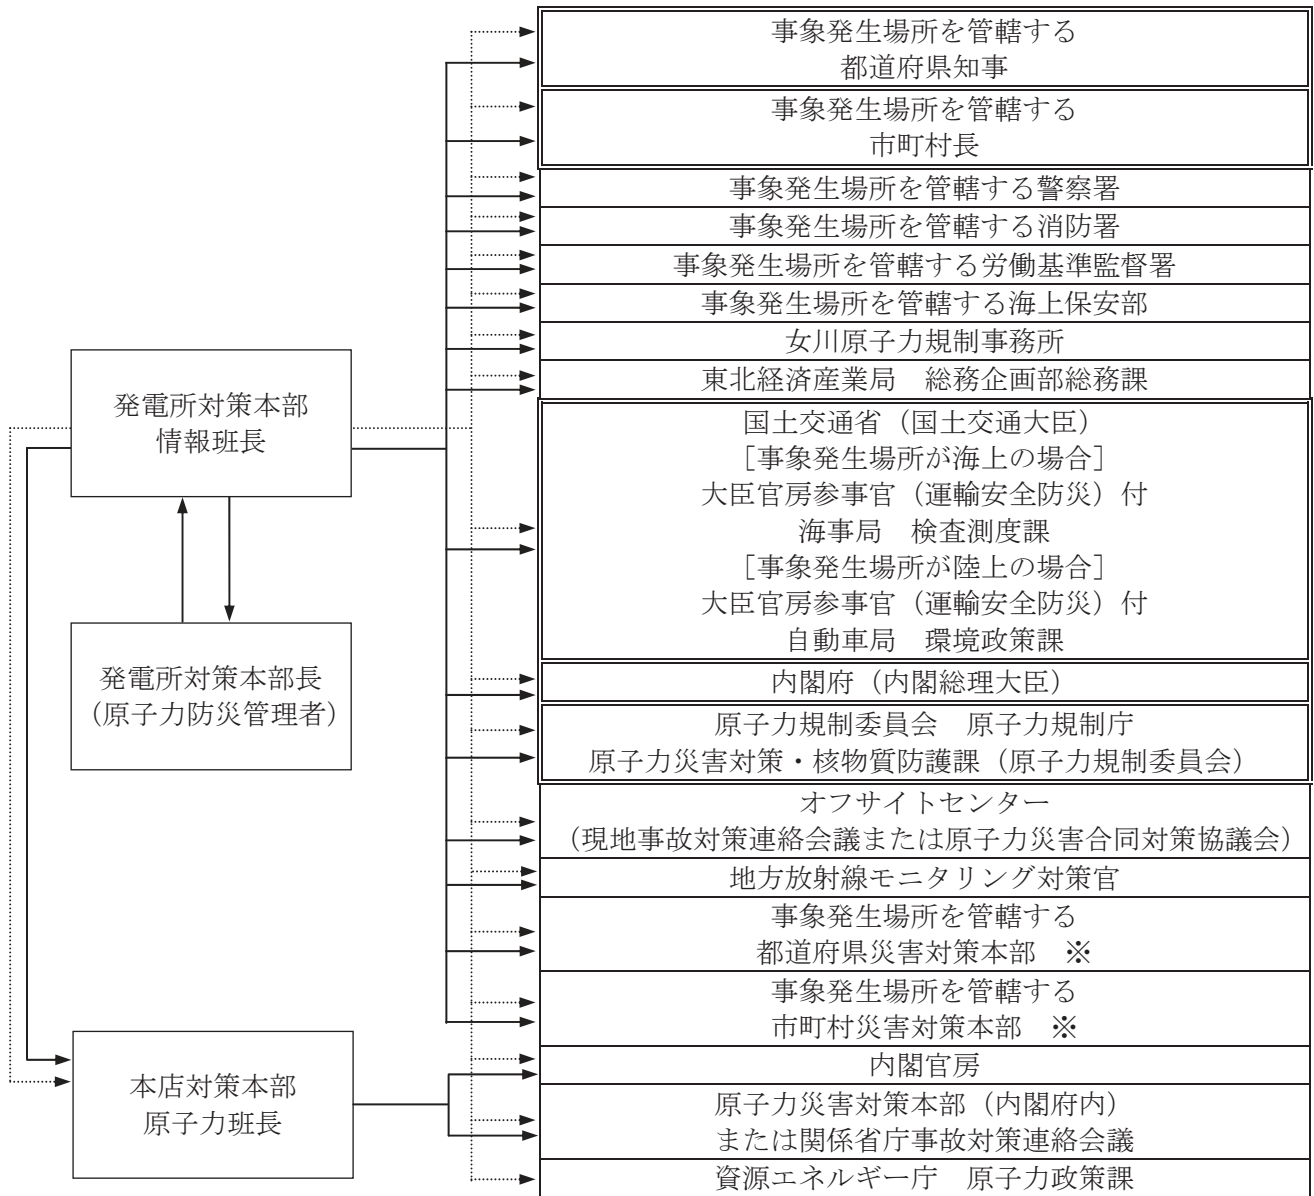 事象発生場所を管轄する
都道府県知事
事象発生場所を管轄する
市町村長
事象発生場所を管轄する警察署
事象発生場所を管轄する消防署
事象発生場所を管轄する労働基準監督署
事象発生場所を管轄する海上保安部
女川原子力規制事務所
東北経済産業局　総務企画部総務課
国土交通省（国土交通大臣）
［事象発生場所が海上の場合］
大臣官房参事官（運輸安全防災）付
海事局　検査測度課
［事象発生場所が陸上の場合］
大臣官房参事官（運輸安全防災）付
自動車局　環境政策課
内閣府（内閣総理大臣）
原子力規制委員会　原子力規制庁
原子力災害対策・核物質防護課（原子力規制委員会）
オフサイトセンター
（現地事故対策連絡会議または原子力災害合同対策協議会）
地方放射線モニタリング対策官
事象発生場所を管轄する
都道府県災害対策本部　※
事象発生場所を管轄する
市町村災害対策本部　※
内閣官房
原子力災害対策本部（内閣府内）
または関係省庁事故対策連絡会議
資源エネルギー庁　原子力政策課
発電所対策本部
情報班長
発電所対策本部長
（原子力防災管理者）
本店対策本部
原子力班長